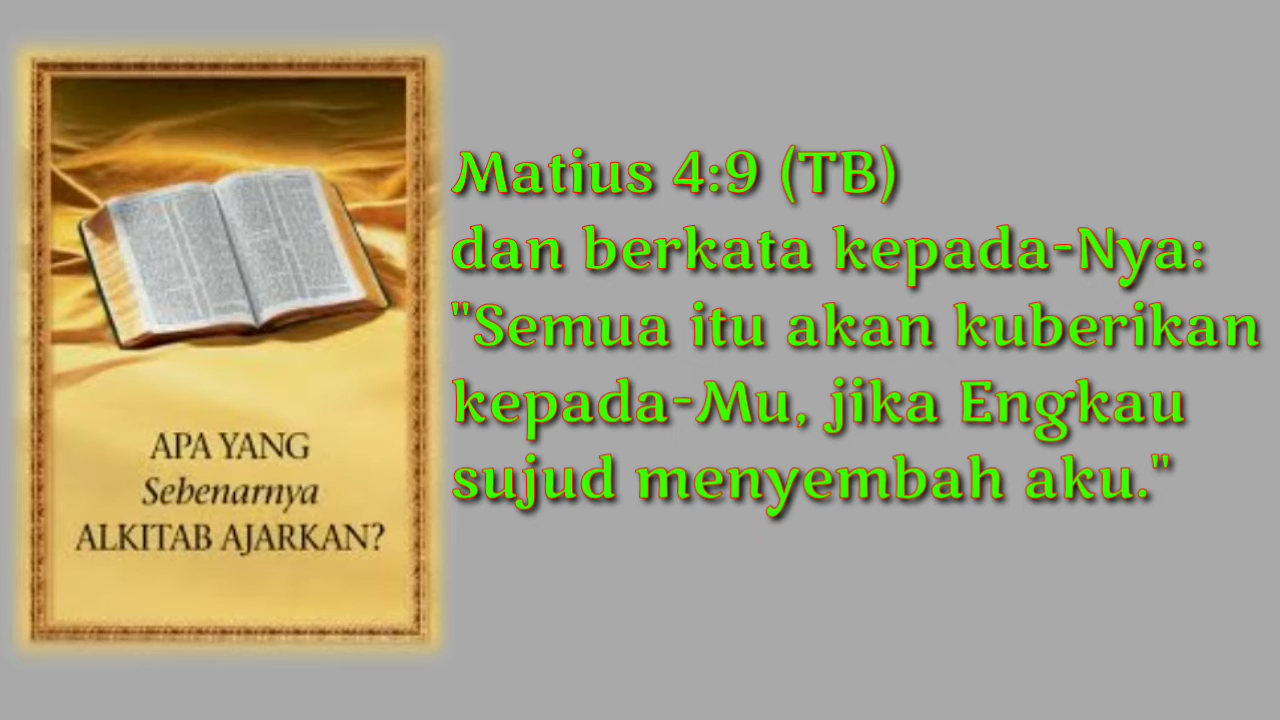 APA YANG
Sebenarnya
ALKITAB AJARKAN?
Matius 4:9 (TB)
dan berkata kepada-Nya:
"Semua itu akan kuberikan
kepada-Mu, jika Engkau
sujud menyembah aku."